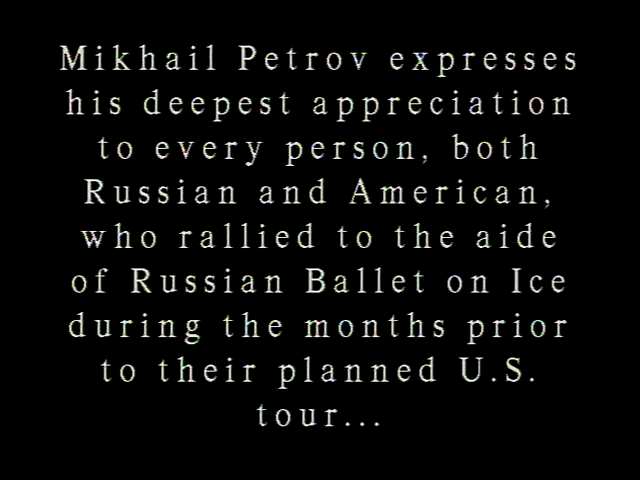 Mikhail Petrov expresses
his deepest appreciation
to every person, both
Russian and American,
who rallied to the aide
of Russian Ballet on Ice
during the months prior
to their planned U.S.
tour...